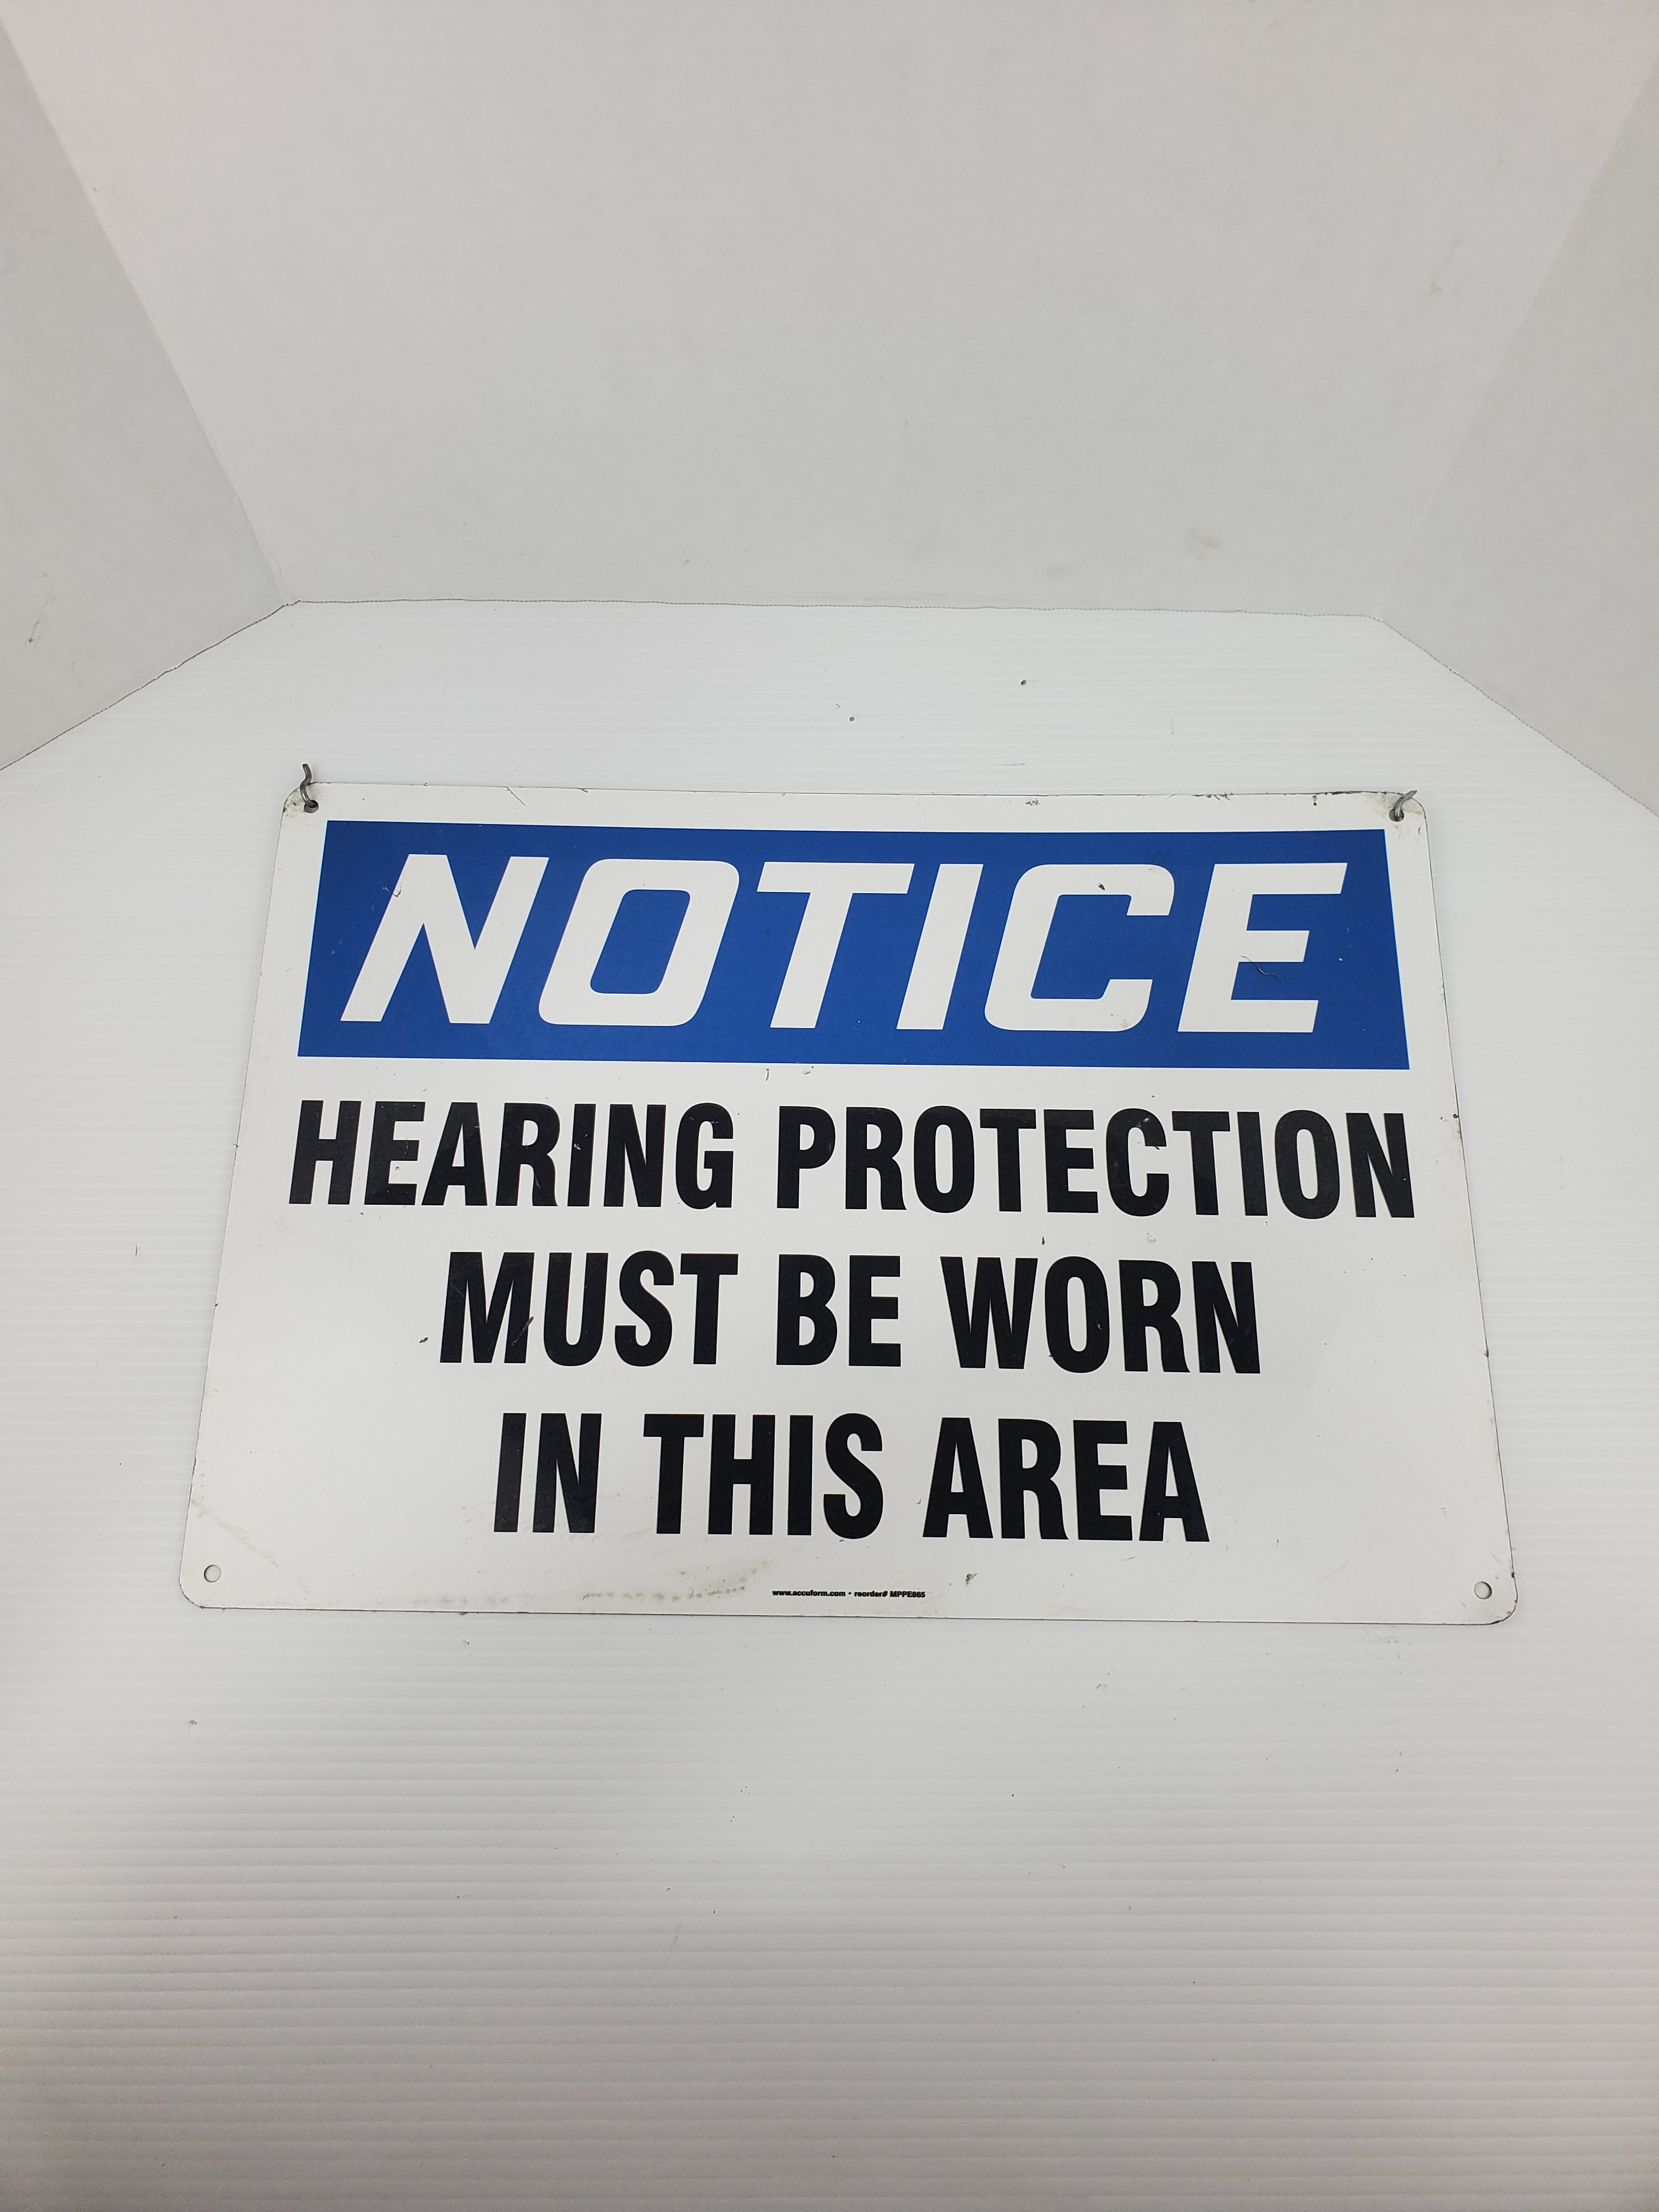 NOTICE
HEARING PROTECTION
MUST BE WORN
IN THIS AREA
www.accuform.com • reorder# MPPE865